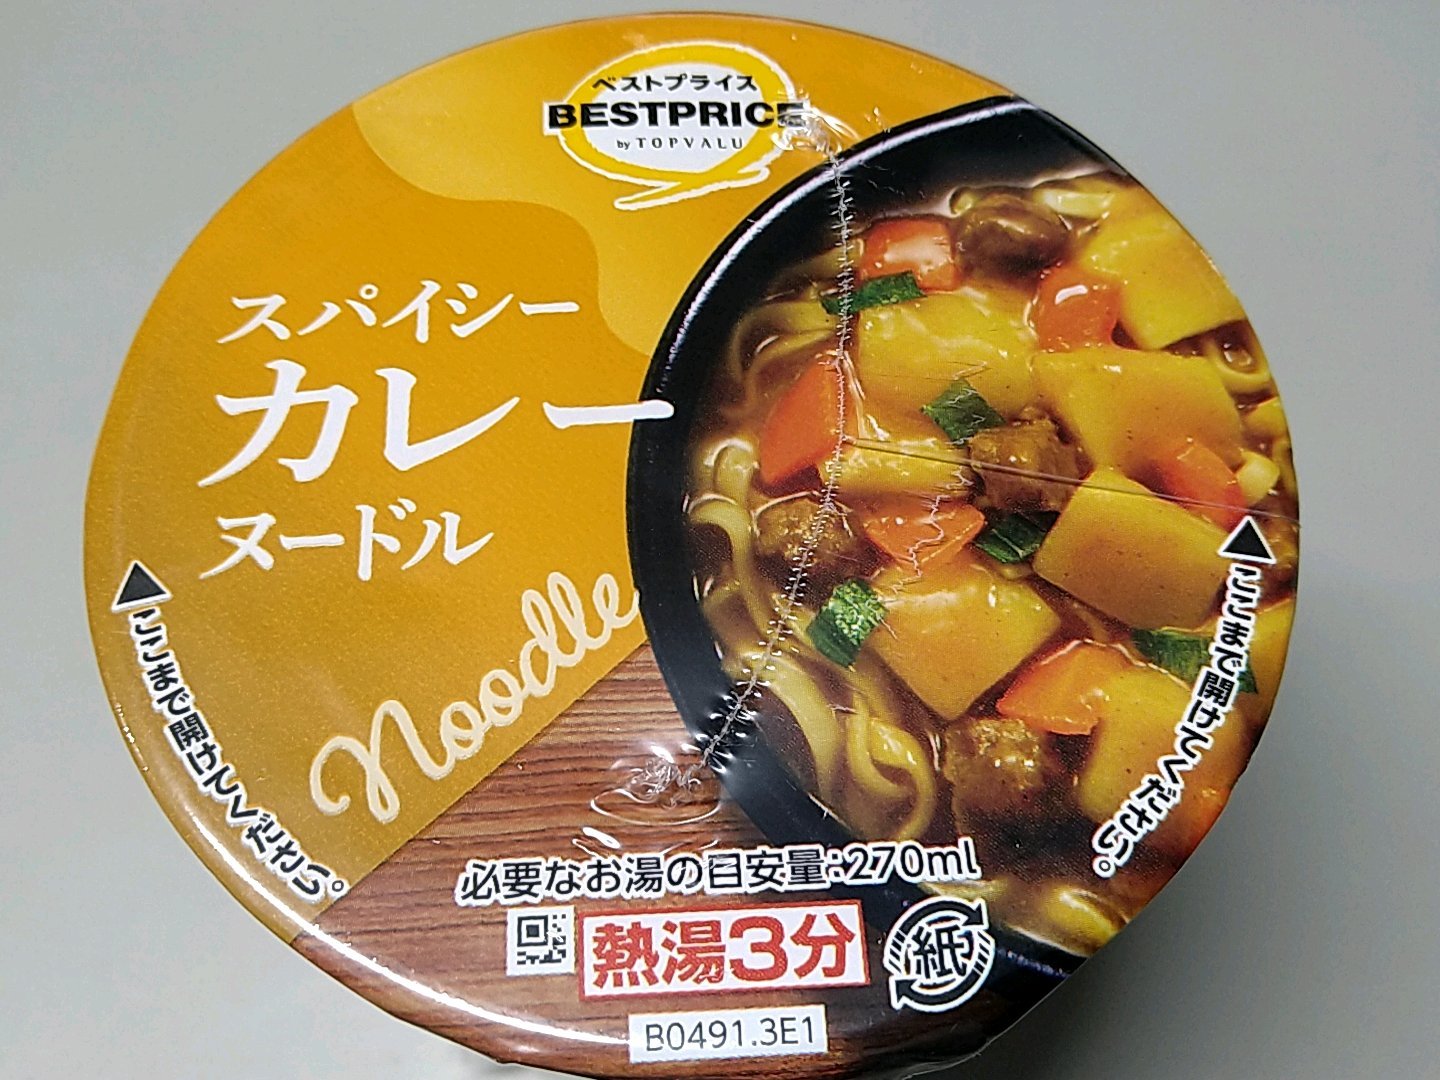 ベストプライス
BESTPRICE
by TOPVALU
スパイシー
カレー
ヌードル
noodle
ここまで開けてください。
ここまで開けてください。
必要なお湯の目安量:270ml
熱湯3分
紙
B0491.3E1